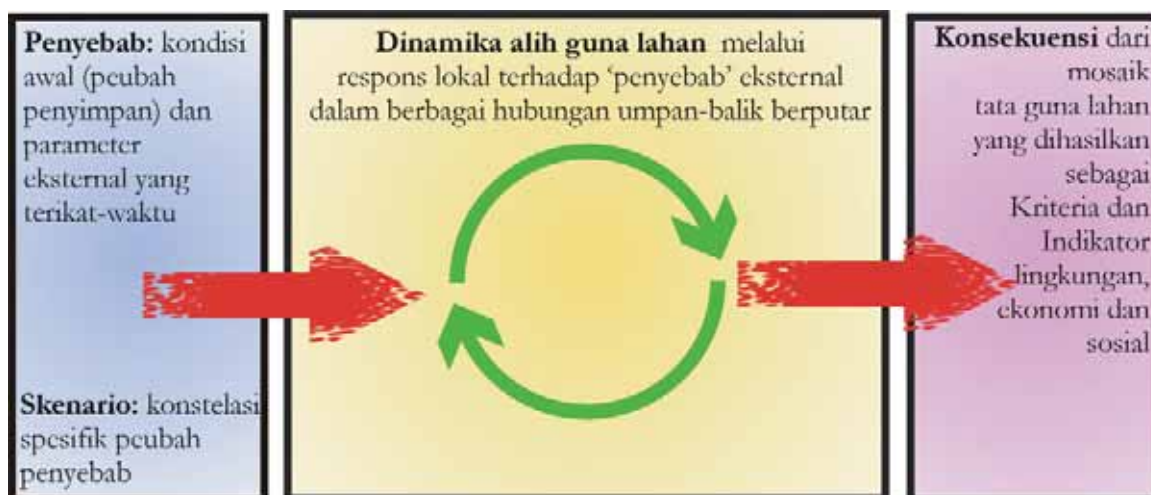 Penyebab: kondisi
awal (peubah
penyimpan) dan
parameter
eksternal yang
terikat-waktu
Skenario: konstelasi
spesifik peubah
penyebab
Dinamika alih guna lahan melalui
respons lokal terhadap ‘penyebab’ eksternal
dalam berbagai hubungan umpan-balik berputar
Konsekuensi dari
mosaik
tata guna lahan
yang dihasilkan
sebagai
Kriteria dan
Indikator
lingkungan,
ekonomi dan
sosial